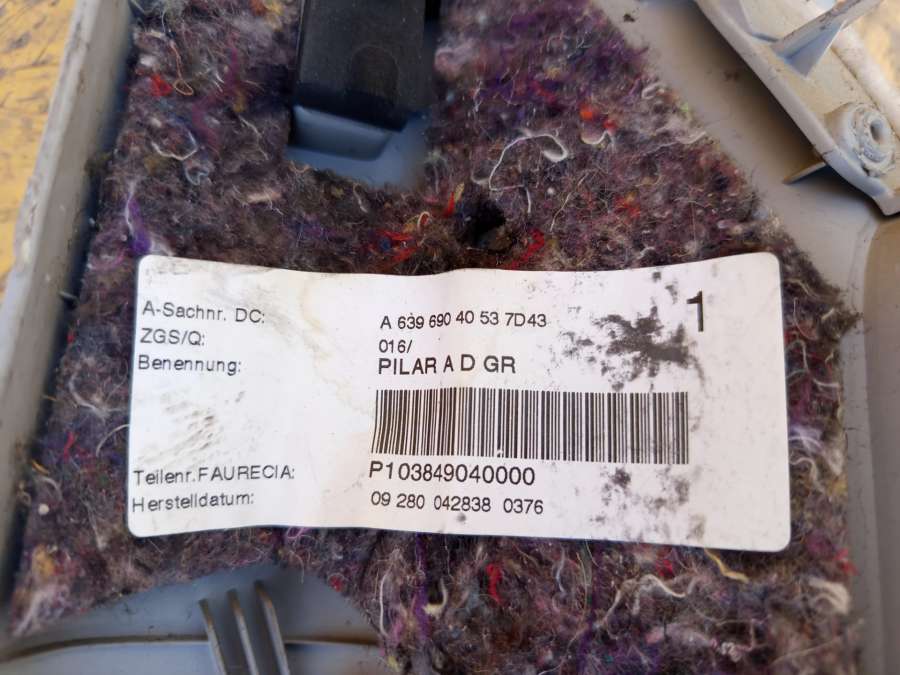 A-Sachnr. DC: A 639 690 40 53 7D43 1
ZGS/Q: 016/
Benennung: PILAR A D GR
Teilenr.FAURECIA: P103849040000
Herstelldatum: 09 280 042838 0376